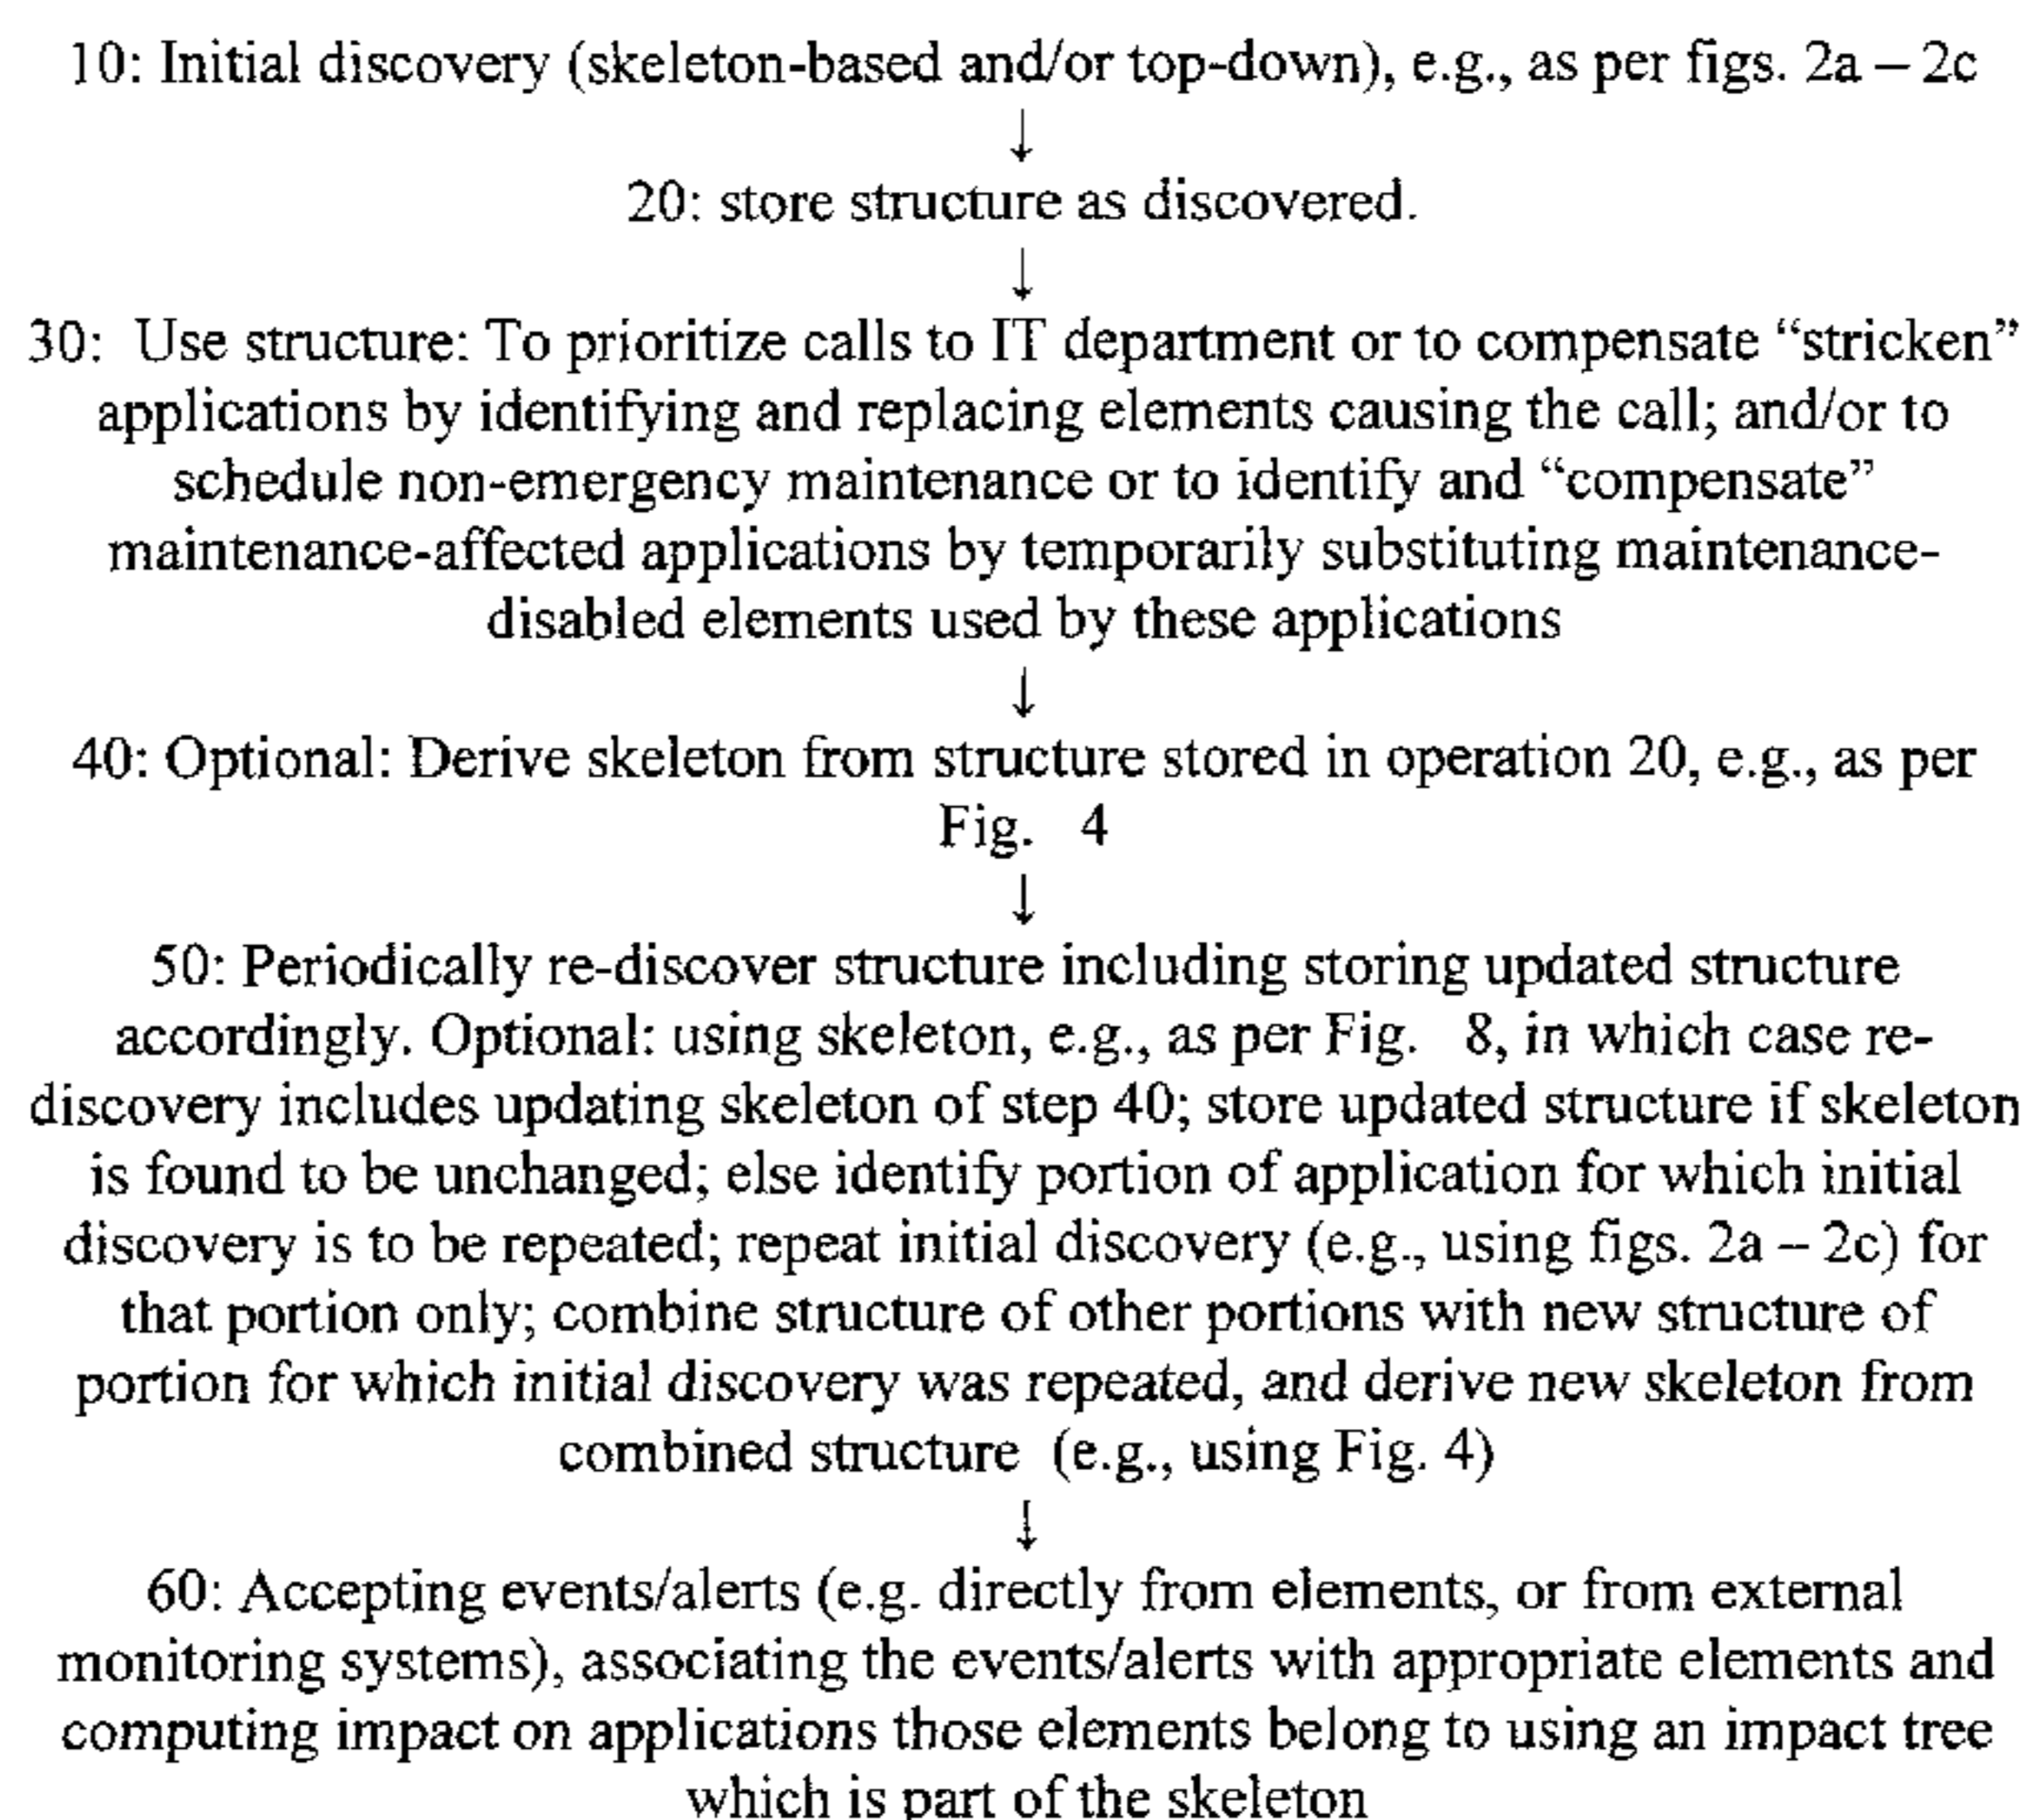 10: Initial discovery (skeleton-based and/or top-down), e.g., as per figs. 2a – 2c
20: store structure as discovered.
30: Use structure: To prioritize calls to IT department or to compensate “stricken”
applications by identifying and replacing elements causing the call; and/or to
schedule non-emergency maintenance or to identify and “compensate”
maintenance-affected applications by temporarily substituting maintenance-
disabled elements used by these applications
40: Optional: Derive skeleton from structure stored in operation 20, e.g., as per
Fig. 4
50: Periodically re-discover structure including storing updated structure
accordingly. Optional: using skeleton, e.g., as per Fig. 8, in which case re-
discovery includes updating skeleton of step 40; store updated structure if skeleton
is found to be unchanged; else identify portion of application for which initial
discovery is to be repeated; repeat initial discovery (e.g., using figs. 2a – 2c) for
that portion only; combine structure of other portions with new structure of
portion for which initial discovery was repeated, and derive new skeleton from
combined structure (e.g., using Fig. 4)
60: Accepting events/alerts (e.g. directly from elements, or from external
monitoring systems), associating the events/alerts with appropriate elements and
computing impact on applications those elements belong to using an impact tree
which is part of the skeleton